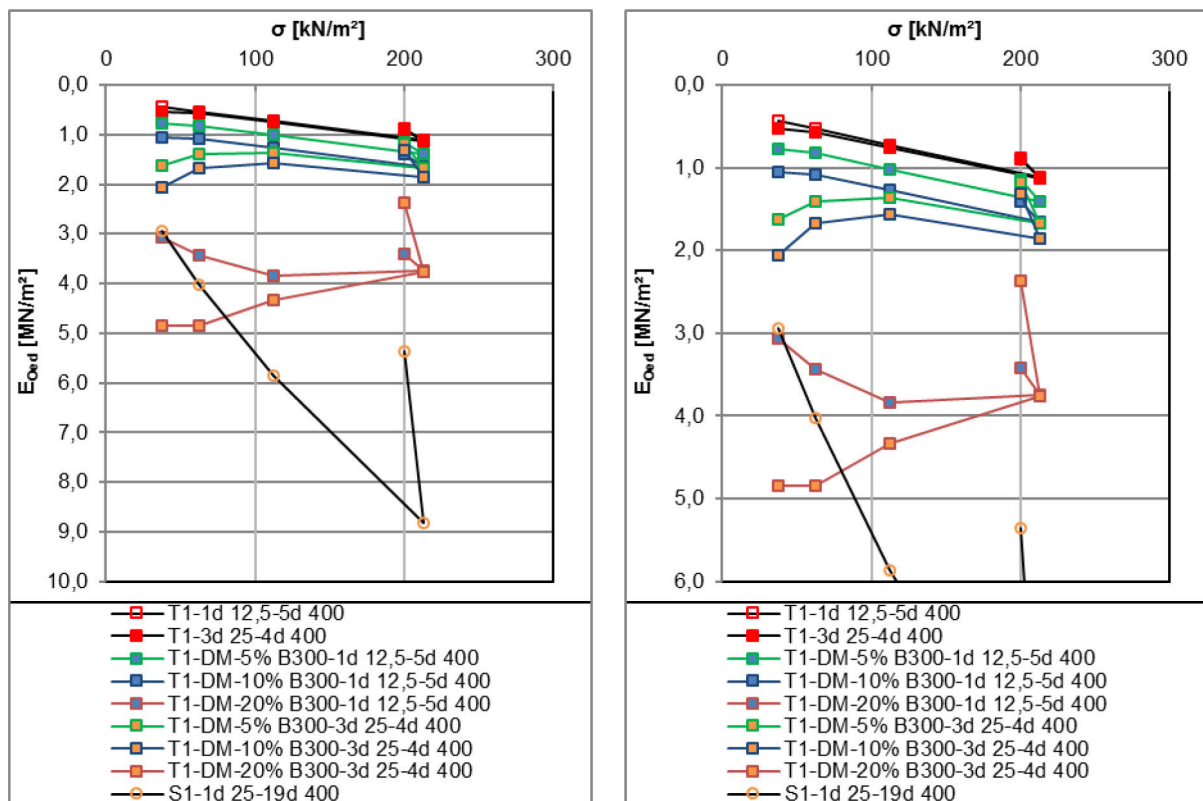 σ [kN/m²]
0 100 200 300
0,0
1,0
2,0
3,0
4,0
5,0
6,0
7,0
8,0
9,0
10,0
E_Oed [MN/m²]
T1-1d 12,5-5d 400
T1-3d 25-4d 400
T1-DM-5% B300-1d 12,5-5d 400
T1-DM-10% B300-1d 12,5-5d 400
T1-DM-20% B300-1d 12,5-5d 400
T1-DM-5% B300-3d 25-4d 400
T1-DM-10% B300-3d 25-4d 400
T1-DM-20% B300-3d 25-4d 400
S1-1d 25-19d 400
σ [kN/m²]
0 100 200 300
0,0
1,0
2,0
3,0
4,0
5,0
6,0
E_Oed [MN/m²]
T1-1d 12,5-5d 400
T1-3d 25-4d 400
T1-DM-5% B300-1d 12,5-5d 400
T1-DM-10% B300-1d 12,5-5d 400
T1-DM-20% B300-1d 12,5-5d 400
T1-DM-5% B300-3d 25-4d 400
T1-DM-10% B300-3d 25-4d 400
T1-DM-20% B300-3d 25-4d 400
S1-1d 25-19d 400